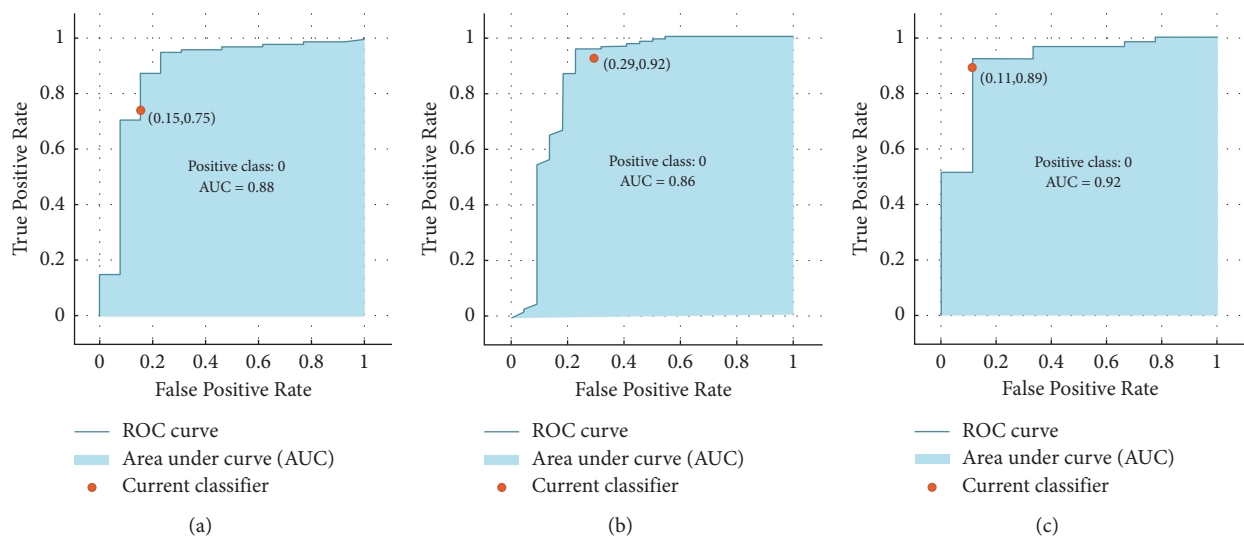 True Positive Rate
1
0.8
0.6
0.4
0.2
0
(0.15,0.75)
Positive class: 0
AUC = 0.88
0 0.2 0.4 0.6 0.8 1
False Positive Rate
ROC curve
Area under curve (AUC)
Current classifier
(a)
True Positive Rate
1
0.8
0.6
0.4
0.2
0
(0.29,0.92)
Positive class: 0
AUC = 0.86
0 0.2 0.4 0.6 0.8 1
False Positive Rate
ROC curve
Area under curve (AUC)
Current classifier
(b)
True Positive Rate
1
0.8
0.6
0.4
0.2
0
(0.11,0.89)
Positive class: 0
AUC = 0.92
0 0.2 0.4 0.6 0.8 1
False Positive Rate
ROC curve
Area under curve (AUC)
Current classifier
(c)